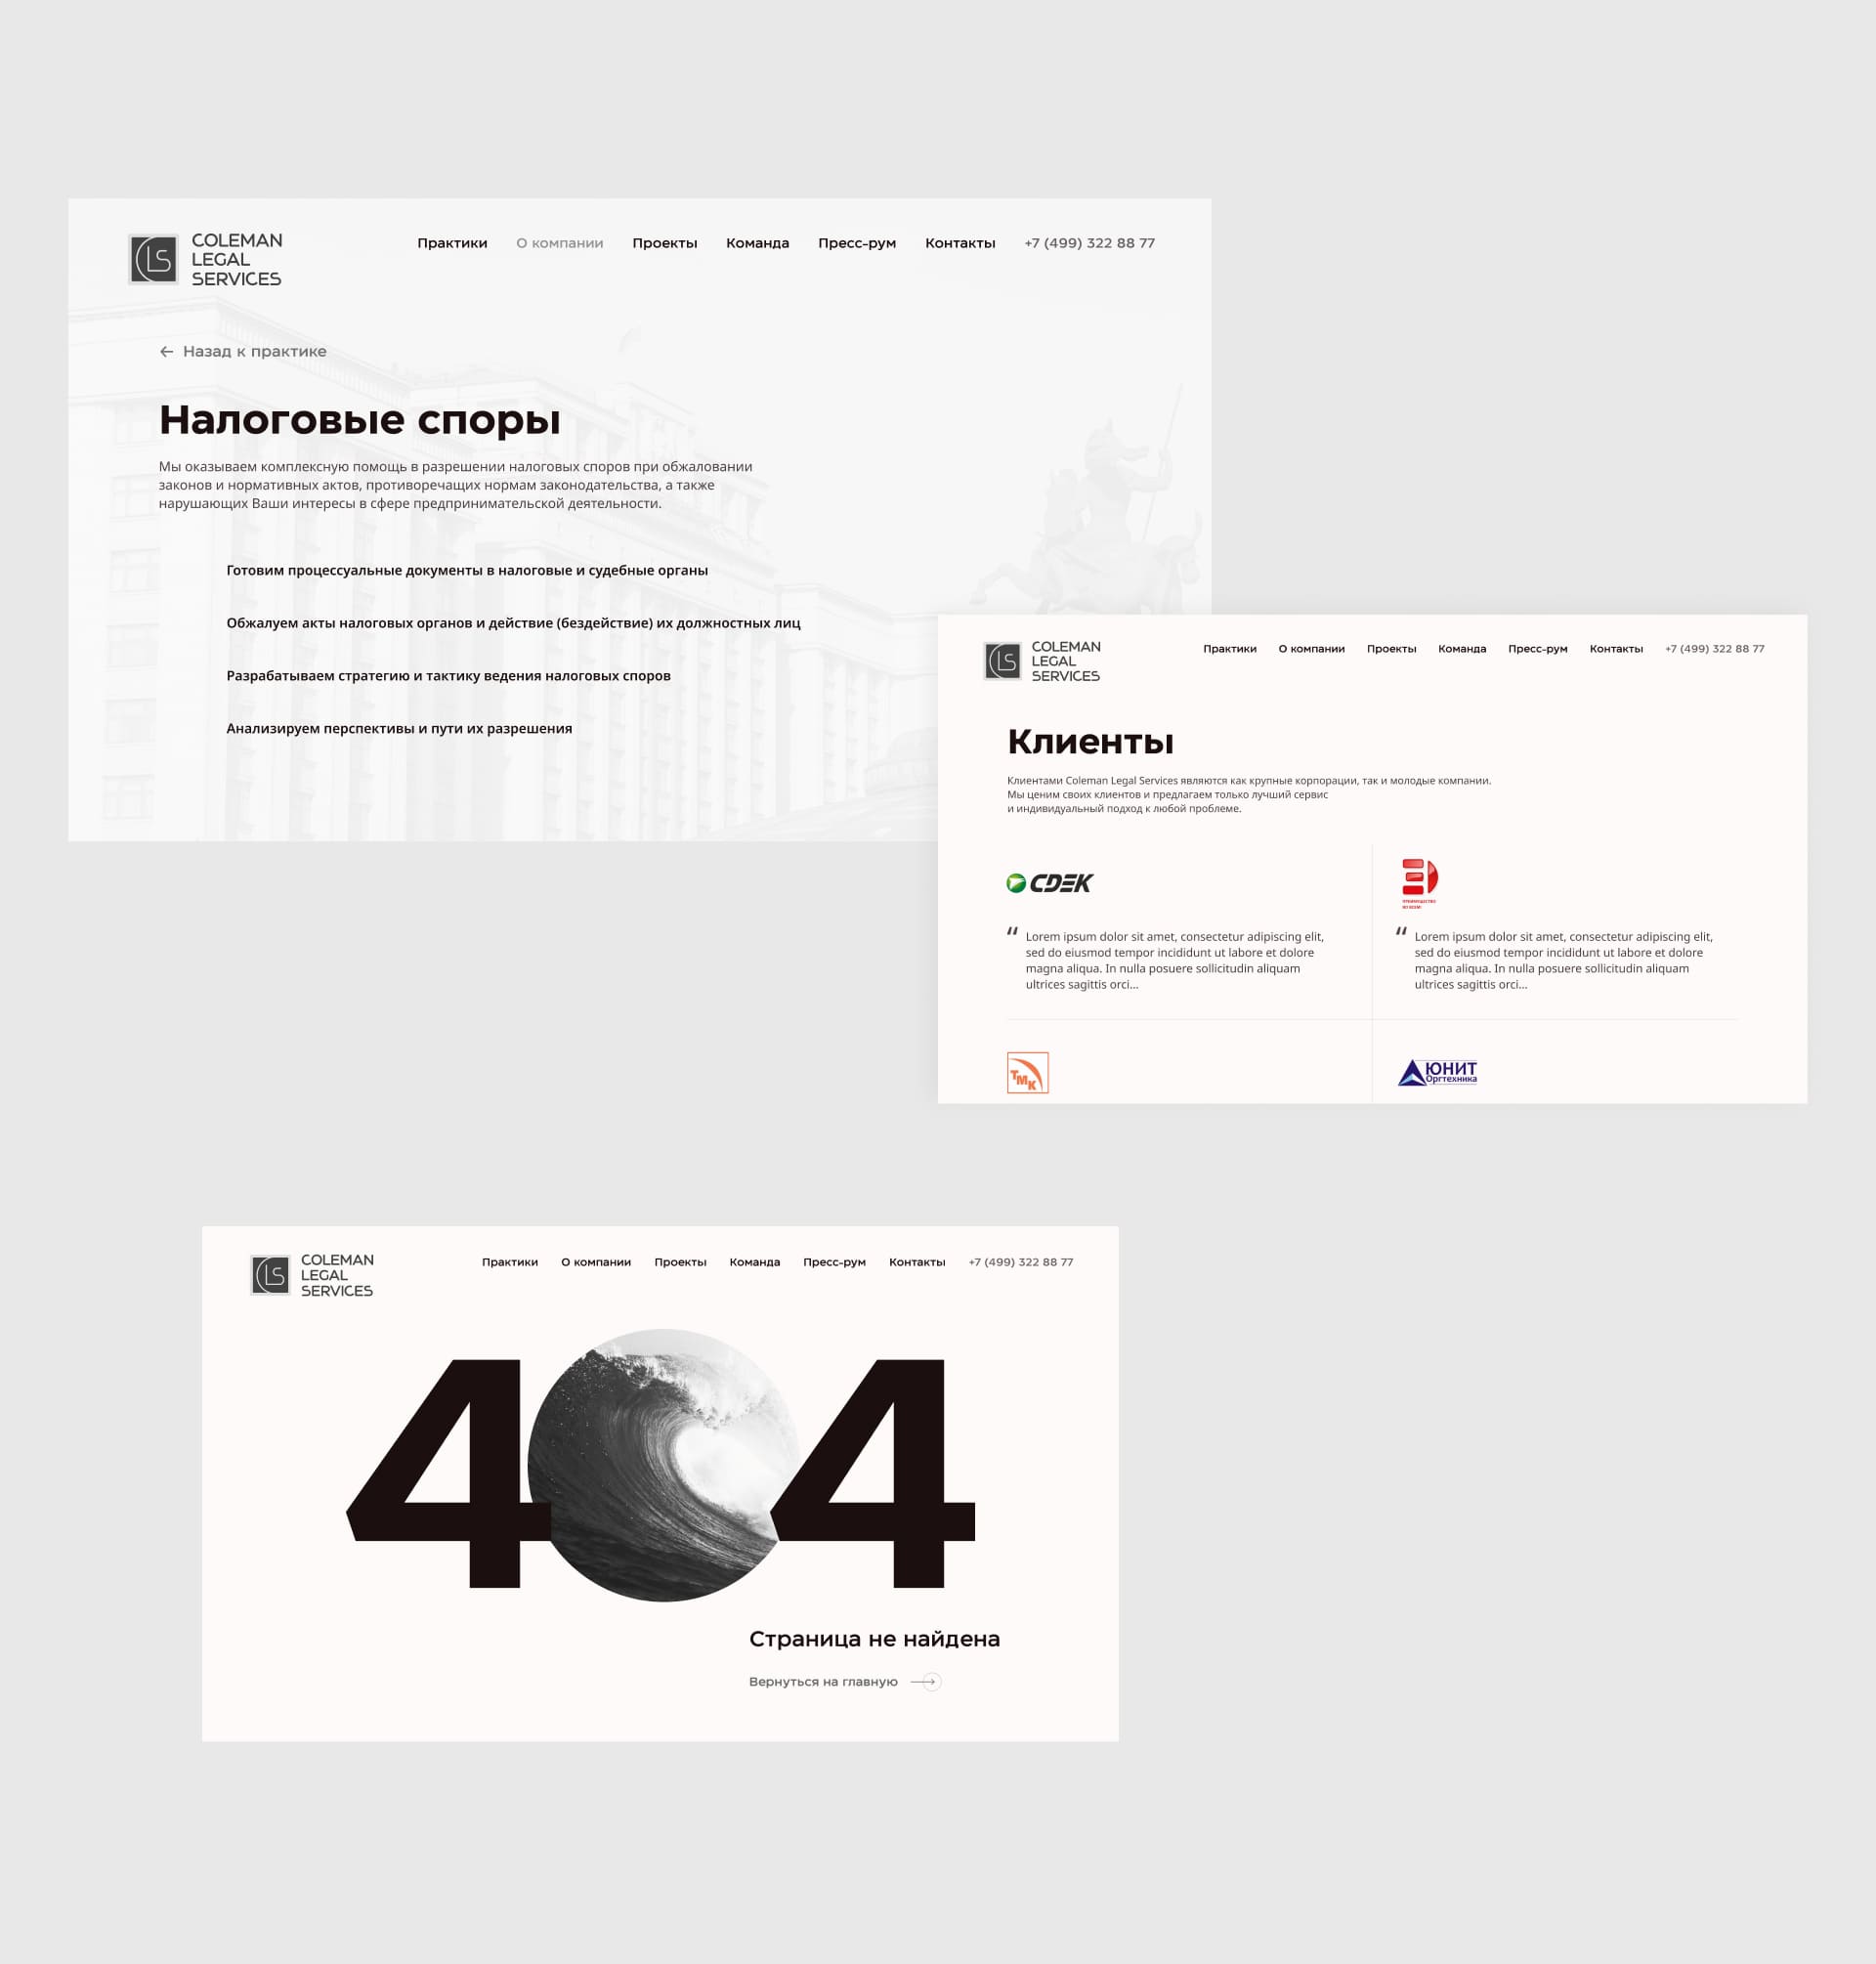 COLEMAN
LEGAL
SERVICES
Практики О компании Проекты Команда Пресс-рум Контакты +7 (499) 322 88 77
← Назад к практике
Налоговые споры
Мы оказываем комплексную помощь в разрешении налоговых споров при обжаловании
законов и нормативных актов, противоречащих нормам законодательства, а также
нарушающих Ваши интересы в сфере предпринимательской деятельности.
Готовим процессуальные документы в налоговые и судебные органы
Обжалуем акты налоговых органов и действие (бездействие) их должностных лиц
Разрабатываем стратегию и тактику ведения налоговых споров
Анализируем перспективы и пути их разрешения
COLEMAN
LEGAL
SERVICES
Практики О компании Проекты Команда Пресс-рум Контакты +7 (499) 322 88 77
Клиенты
Клиентами Coleman Legal Services являются как крупные корпорации, так и молодые компании.
Мы ценим своих клиентов и предлагаем только лучший сервис
и индивидуальный подход к любой проблеме.
CDEK
“ Lorem ipsum dolor sit amet, consectetur adipiscing elit,
sed do eiusmod tempor incididunt ut labore et dolore
magna aliqua. In nulla posuere sollicitudin aliquam
ultrices sagittis orci...
ПРЕИМУЩЕСТВО
ВО ВСЕМ
“ Lorem ipsum dolor sit amet, consectetur adipiscing elit,
sed do eiusmod tempor incididunt ut labore et dolore
magna aliqua. In nulla posuere sollicitudin aliquam
ultrices sagittis orci...
ТМК
ЮНИТ
Оргтехника
COLEMAN
LEGAL
SERVICES
Практики О компании Проекты Команда Пресс-рум Контакты +7 (499) 322 88 77
404
Страница не найдена
Вернуться на главную